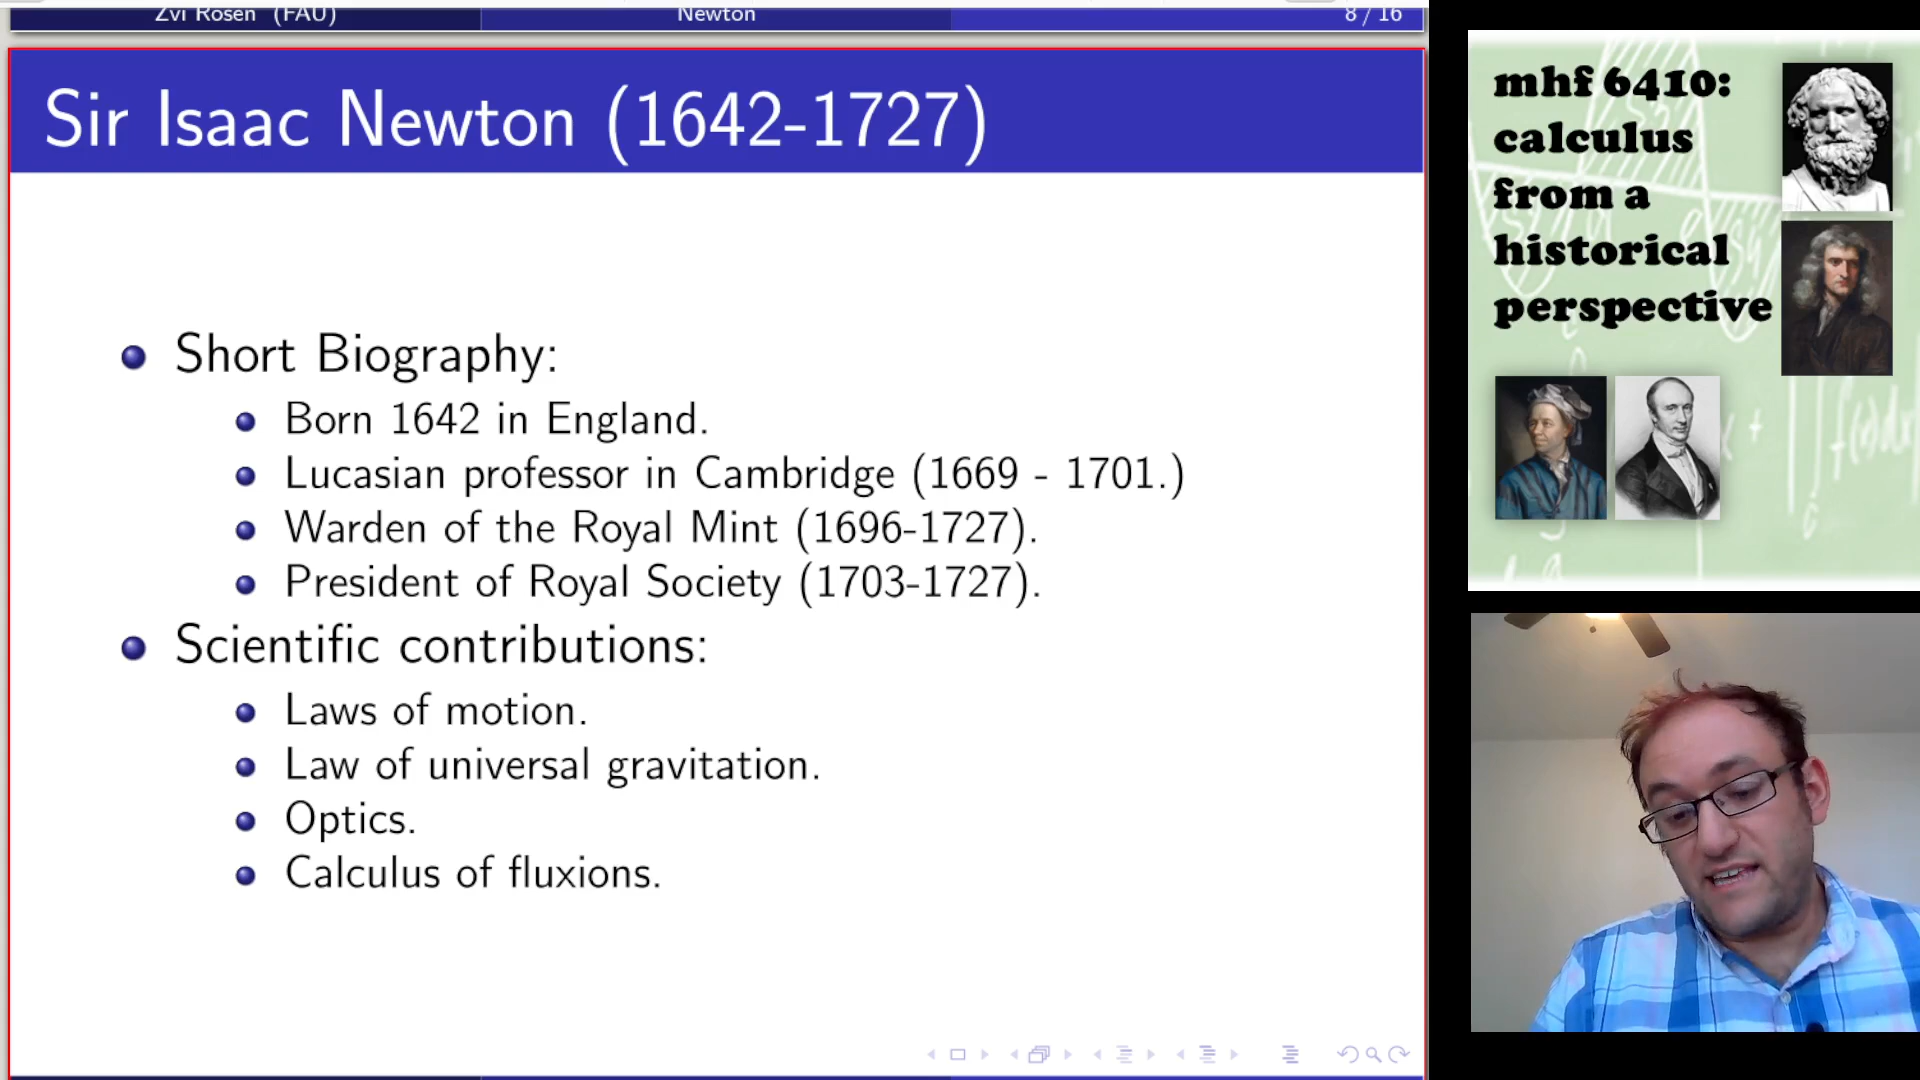 Zvi Rosen (FAU)
Newton
8 / 16
Sir Isaac Newton (1642-1727)
Short Biography:
Born 1642 in England.
Lucasian professor in Cambridge (1669 - 1701.)
Warden of the Royal Mint (1696-1727).
President of Royal Society (1703-1727).
Scientific contributions:
Laws of motion.
Law of universal gravitation.
Optics.
Calculus of fluxions.
mhf 6410:
calculus
from a
historical
perspective